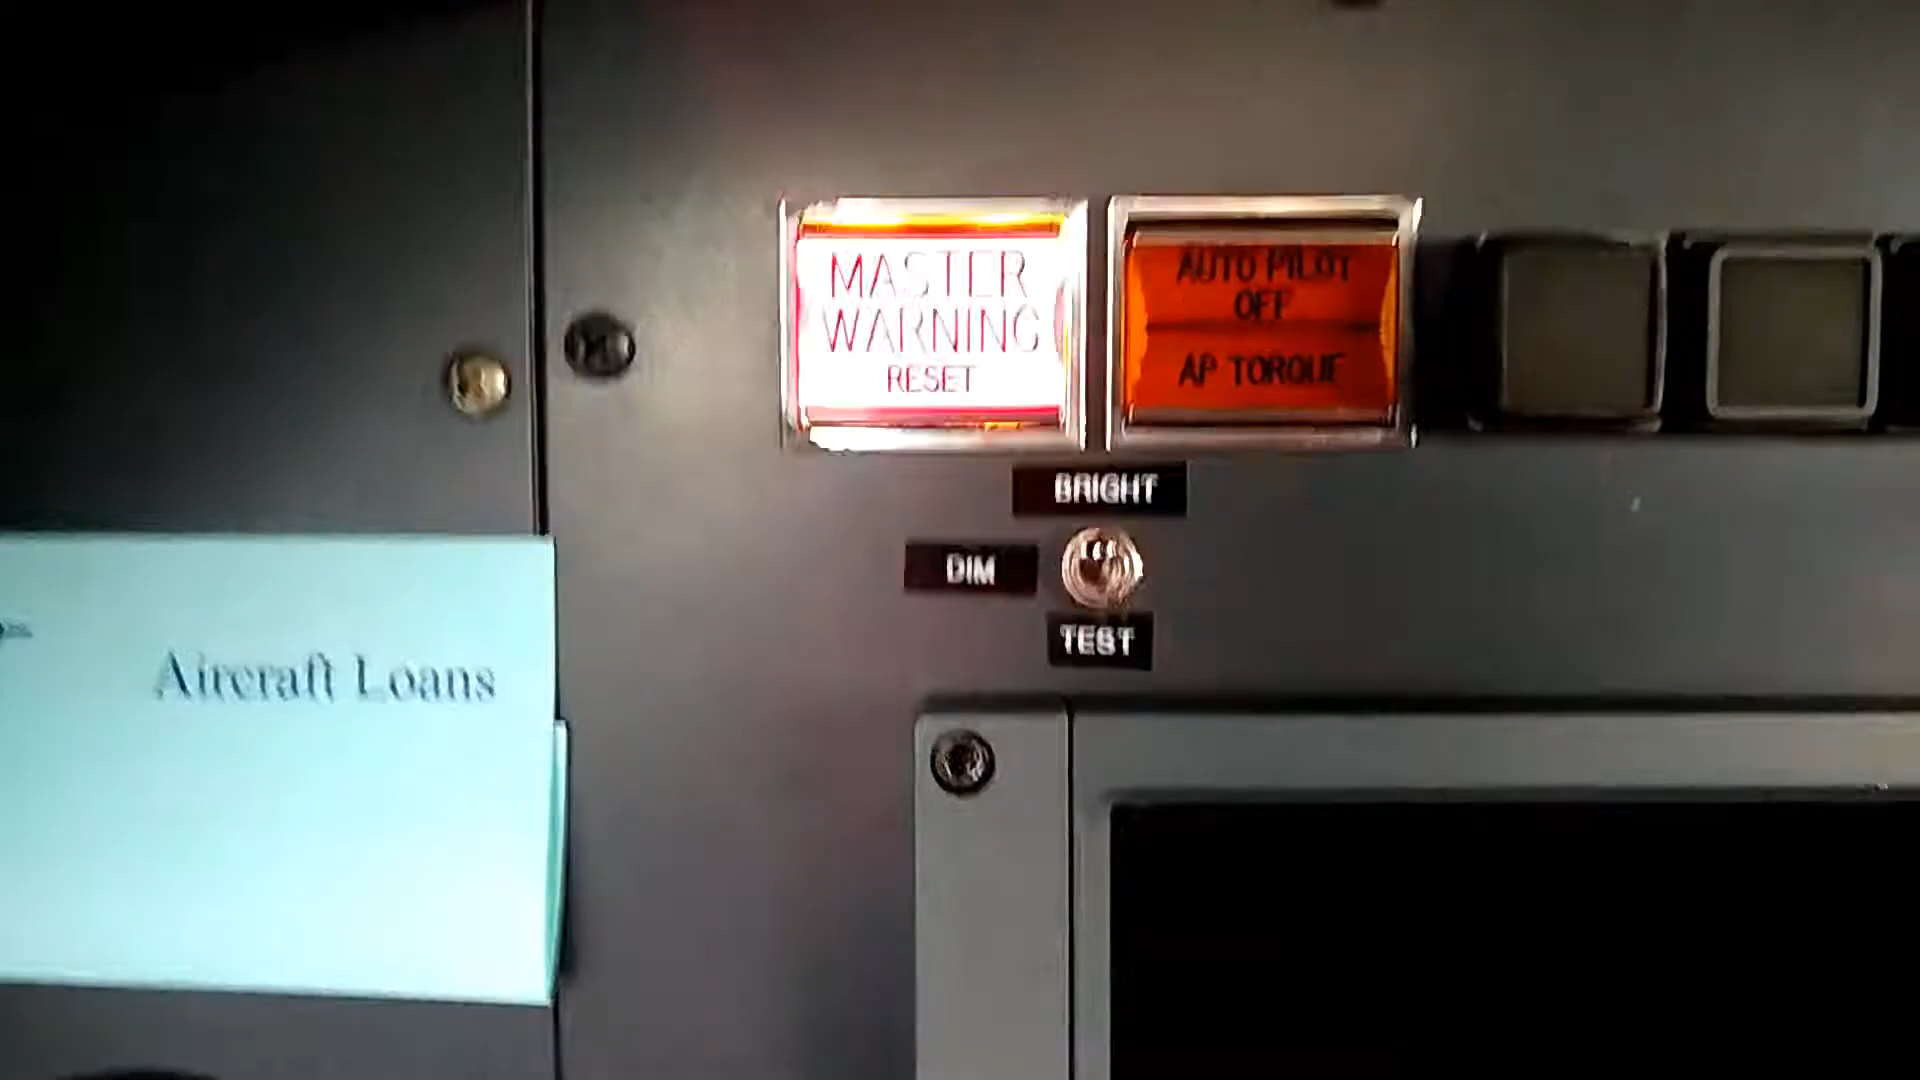 MASTER
WARNING
RESET
AUTO PILOT
OFF
AP TORQUE
BRIGHT
DIM
TEST
Aircraft Loans